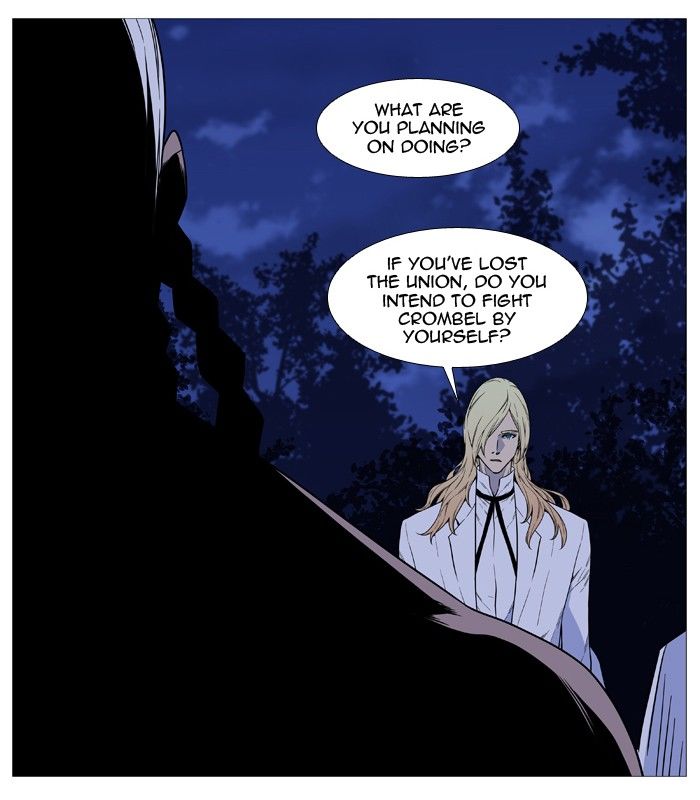 WHAT ARE
YOU PLANNING
ON DOING?
IF YOU'VE LOST
THE UNION, DO YOU
INTEND TO FIGHT
CROMBEL BY
YOURSELF?